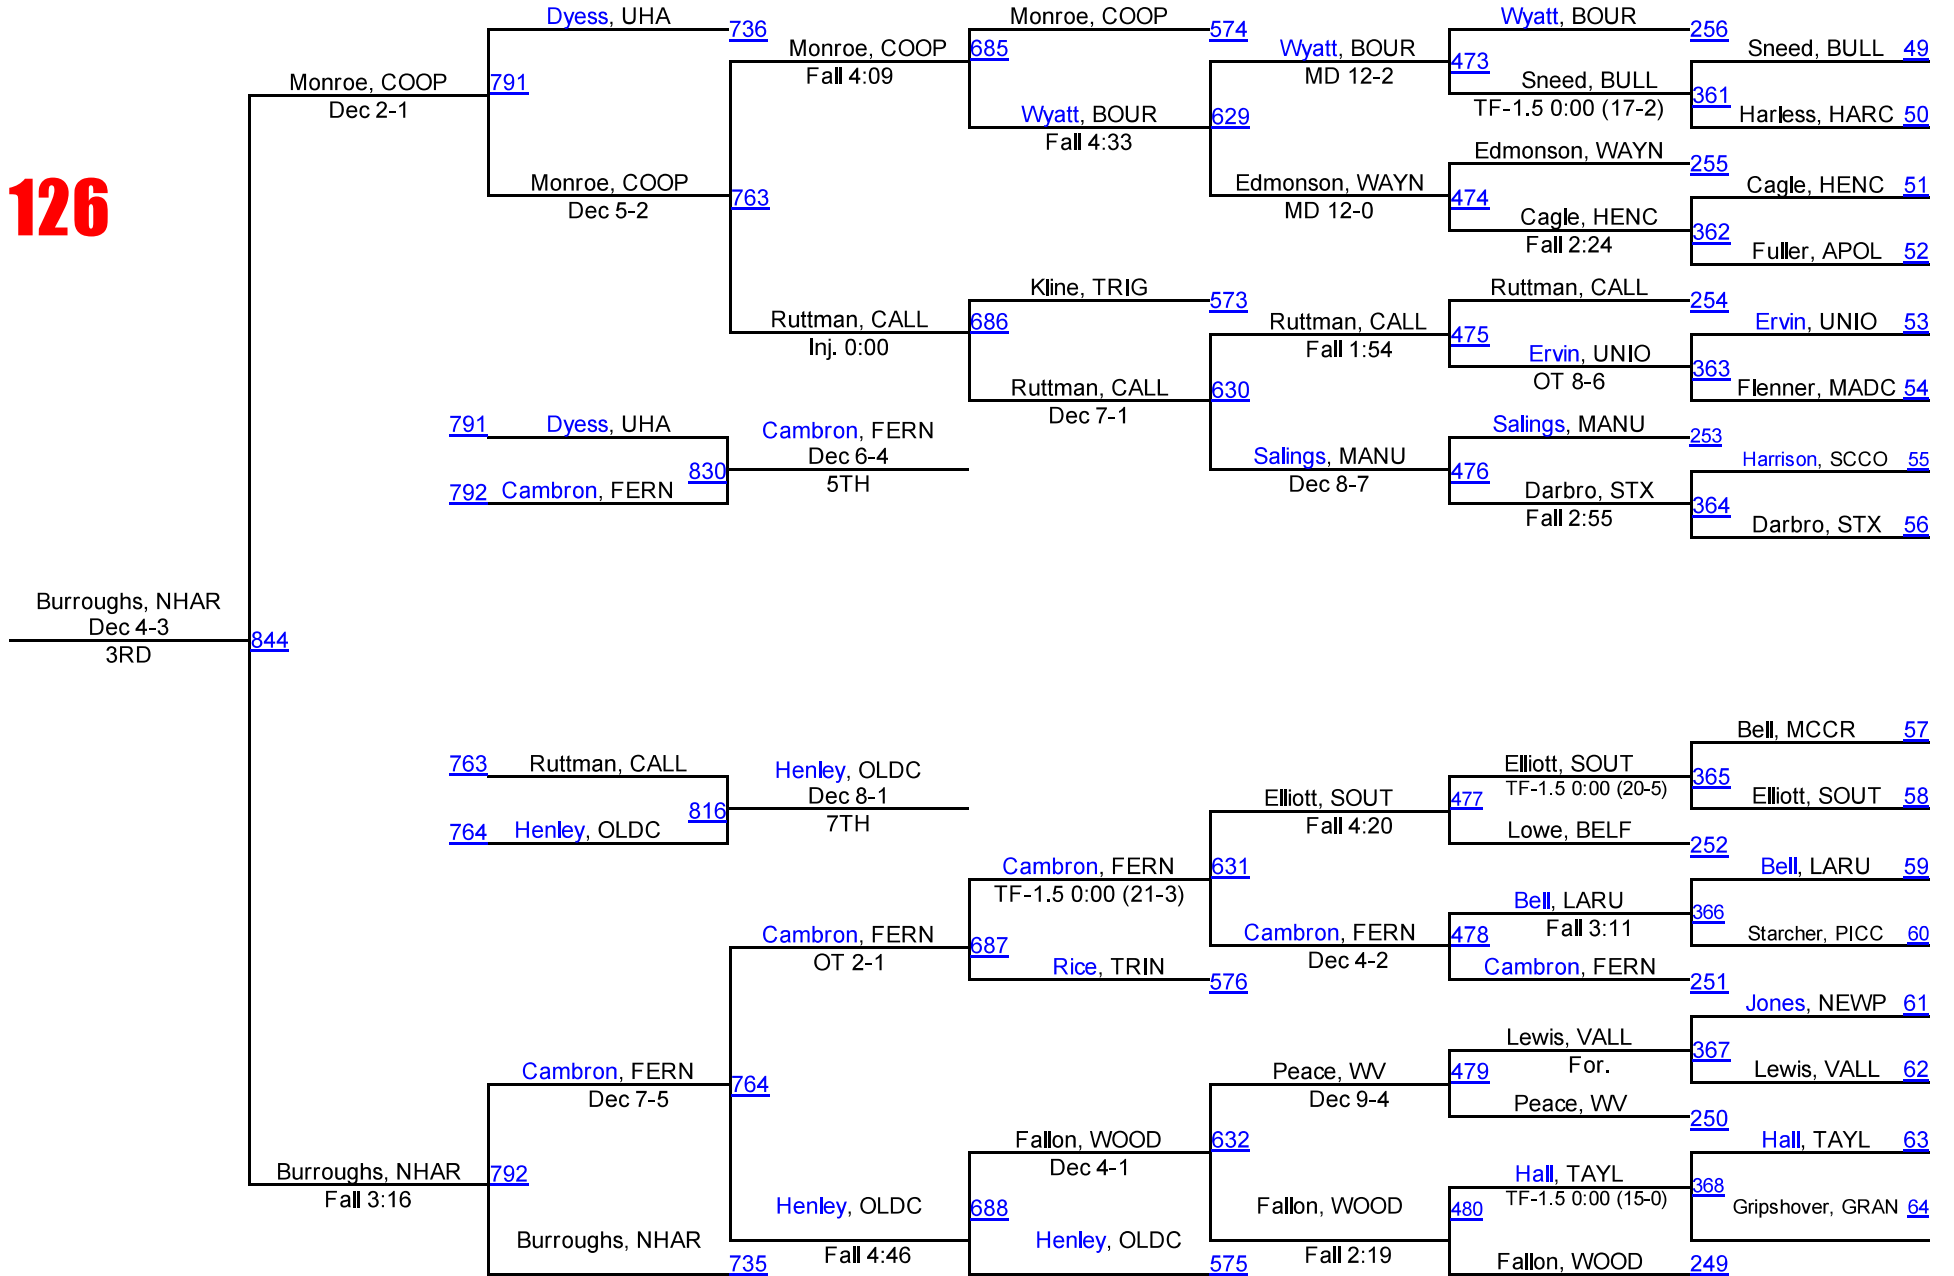 Dyess, UHA 736
Monroe, COOP 574
Wyatt, BOUR 256
Monroe, COOP 685
Fall 4:09
Wyatt, BOUR 473
MD 12-2
Sneed, BULL 49
Monroe, COOP 791
Dec 2-1
Sneed, BULL 361
TF-1.5 0:00 (17-2)
Wyatt, BOUR 629
Fall 4:33
Harless, HARC 50
Edmonson, WAYN 255
126
Monroe, COOP 763
Dec 5-2
Edmonson, WAYN 474
MD 12-0
Cagle, HENC 51
Cagle, HENC 362
Fall 2:24
Fuller, APOL 52
Kline, TRIG 573
Ruttman, CALL 254
Ruttman, CALL 686
Inj. 0:00
Ruttman, CALL 475
Fall 1:54
Ervin, UNIO 53
Ervin, UNIO 363
OT 8-6
Ruttman, CALL 630
Dec 7-1
Flenner, MADC 54
791 Dyess, UHA
Cambron, FERN
Dec 6-4
5TH
830
792 Cambron, FERN
Salings, MANU 253
Salings, MANU 476
Dec 8-7
Harrison, SCCO 55
Darbro, STX 364
Fall 2:55
Darbro, STX 56
Burroughs, NHAR
Dec 4-3
3RD
844
Bell, MCCR 57
763 Ruttman, CALL
Henley, OLDC
Dec 8-1
7TH
816
764 Henley, OLDC
Elliott, SOUT 365
TF-1.5 0:00 (20-5)
Elliott, SOUT 477
Fall 4:20
Elliott, SOUT 58
Lowe, BELF 252
Cambron, FERN 631
TF-1.5 0:00 (21-3)
Bell, LARU 59
Bell, LARU 366
Fall 3:11
Cambron, FERN 687
OT 2-1
Cambron, FERN 478
Dec 4-2
Starcher, PICC 60
Rice, TRIN 576
Cambron, FERN 251
Jones, NEWP 61
Lewis, VALL 367
For.
Cambron, FERN 764
Dec 7-5
Peace, WV 479
Dec 9-4
Lewis, VALL 62
Peace, WV 250
Fallon, WOOD 632
Dec 4-1
Hall, TAYL 63
Burroughs, NHAR 792
Fall 3:16
Hall, TAYL 368
TF-1.5 0:00 (15-0)
Henley, OLDC 688
Fall 4:46
Fallon, WOOD 480
Fall 2:19
Gripshover, GRAN 64
Burroughs, NHAR 735
Henley, OLDC 575
Fallon, WOOD 249